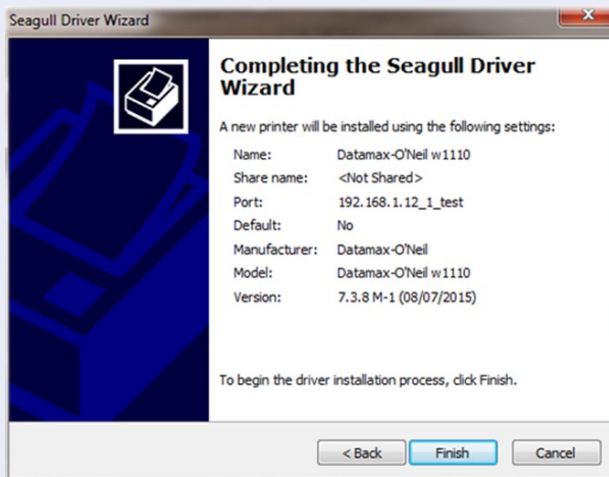 Seagull Driver Wizard
Completing the Seagull Driver
Wizard
A new printer will be installed using the following settings:
Name: Datamax-O'Neil w1110
Share name: <Not Shared>
Port: 192.168.1.12_1_test
Default: No
Manufacturer: Datamax-O'Neil
Model: Datamax-O'Neil w1110
Version: 7.3.8 M-1 (08/07/2015)
To begin the driver installation process, click Finish.
< Back Finish Cancel